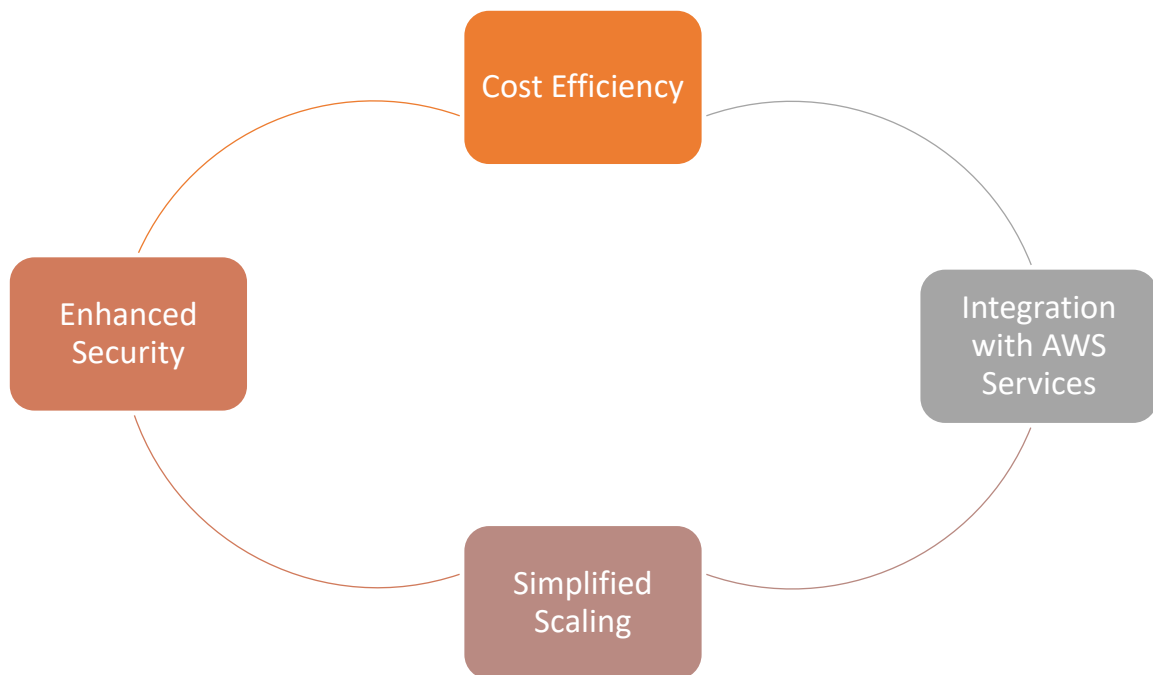 Cost Efficiency
Enhanced
Security
Integration
with AWS
Services
Simplified
Scaling